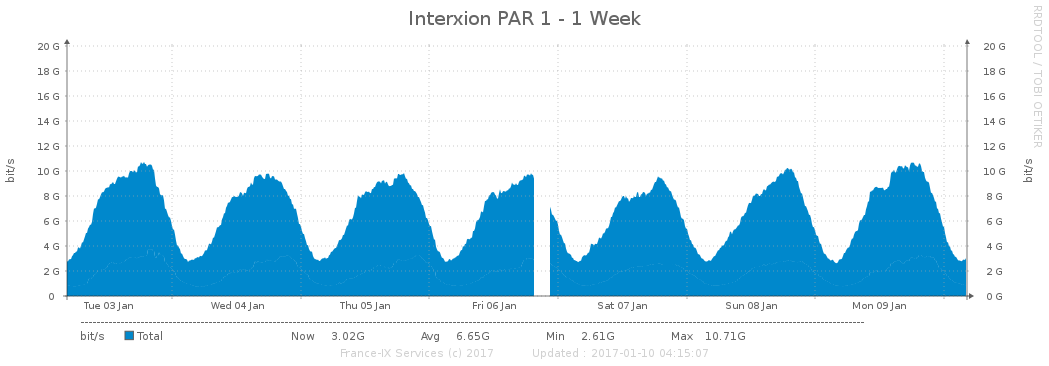 Interxion PAR 1 - 1 Week
RRDTOOL / TOBI OETIKER
bit/s
20 G
18 G
16 G
14 G
12 G
10 G
8 G
6 G
4 G
2 G
0
20 G
18 G
16 G
14 G
12 G
10 G
8 G
6 G
4 G
2 G
0 G
bit/s
Tue 03 Jan Wed 04 Jan Thu 05 Jan Fri 06 Jan Sat 07 Jan Sun 08 Jan Mon 09 Jan
bit/s Total Now 3.02G Avg 6.65G Min 2.61G Max 10.71G
France-IX Services (c) 2017 Updated : 2017-01-10 04:15:07